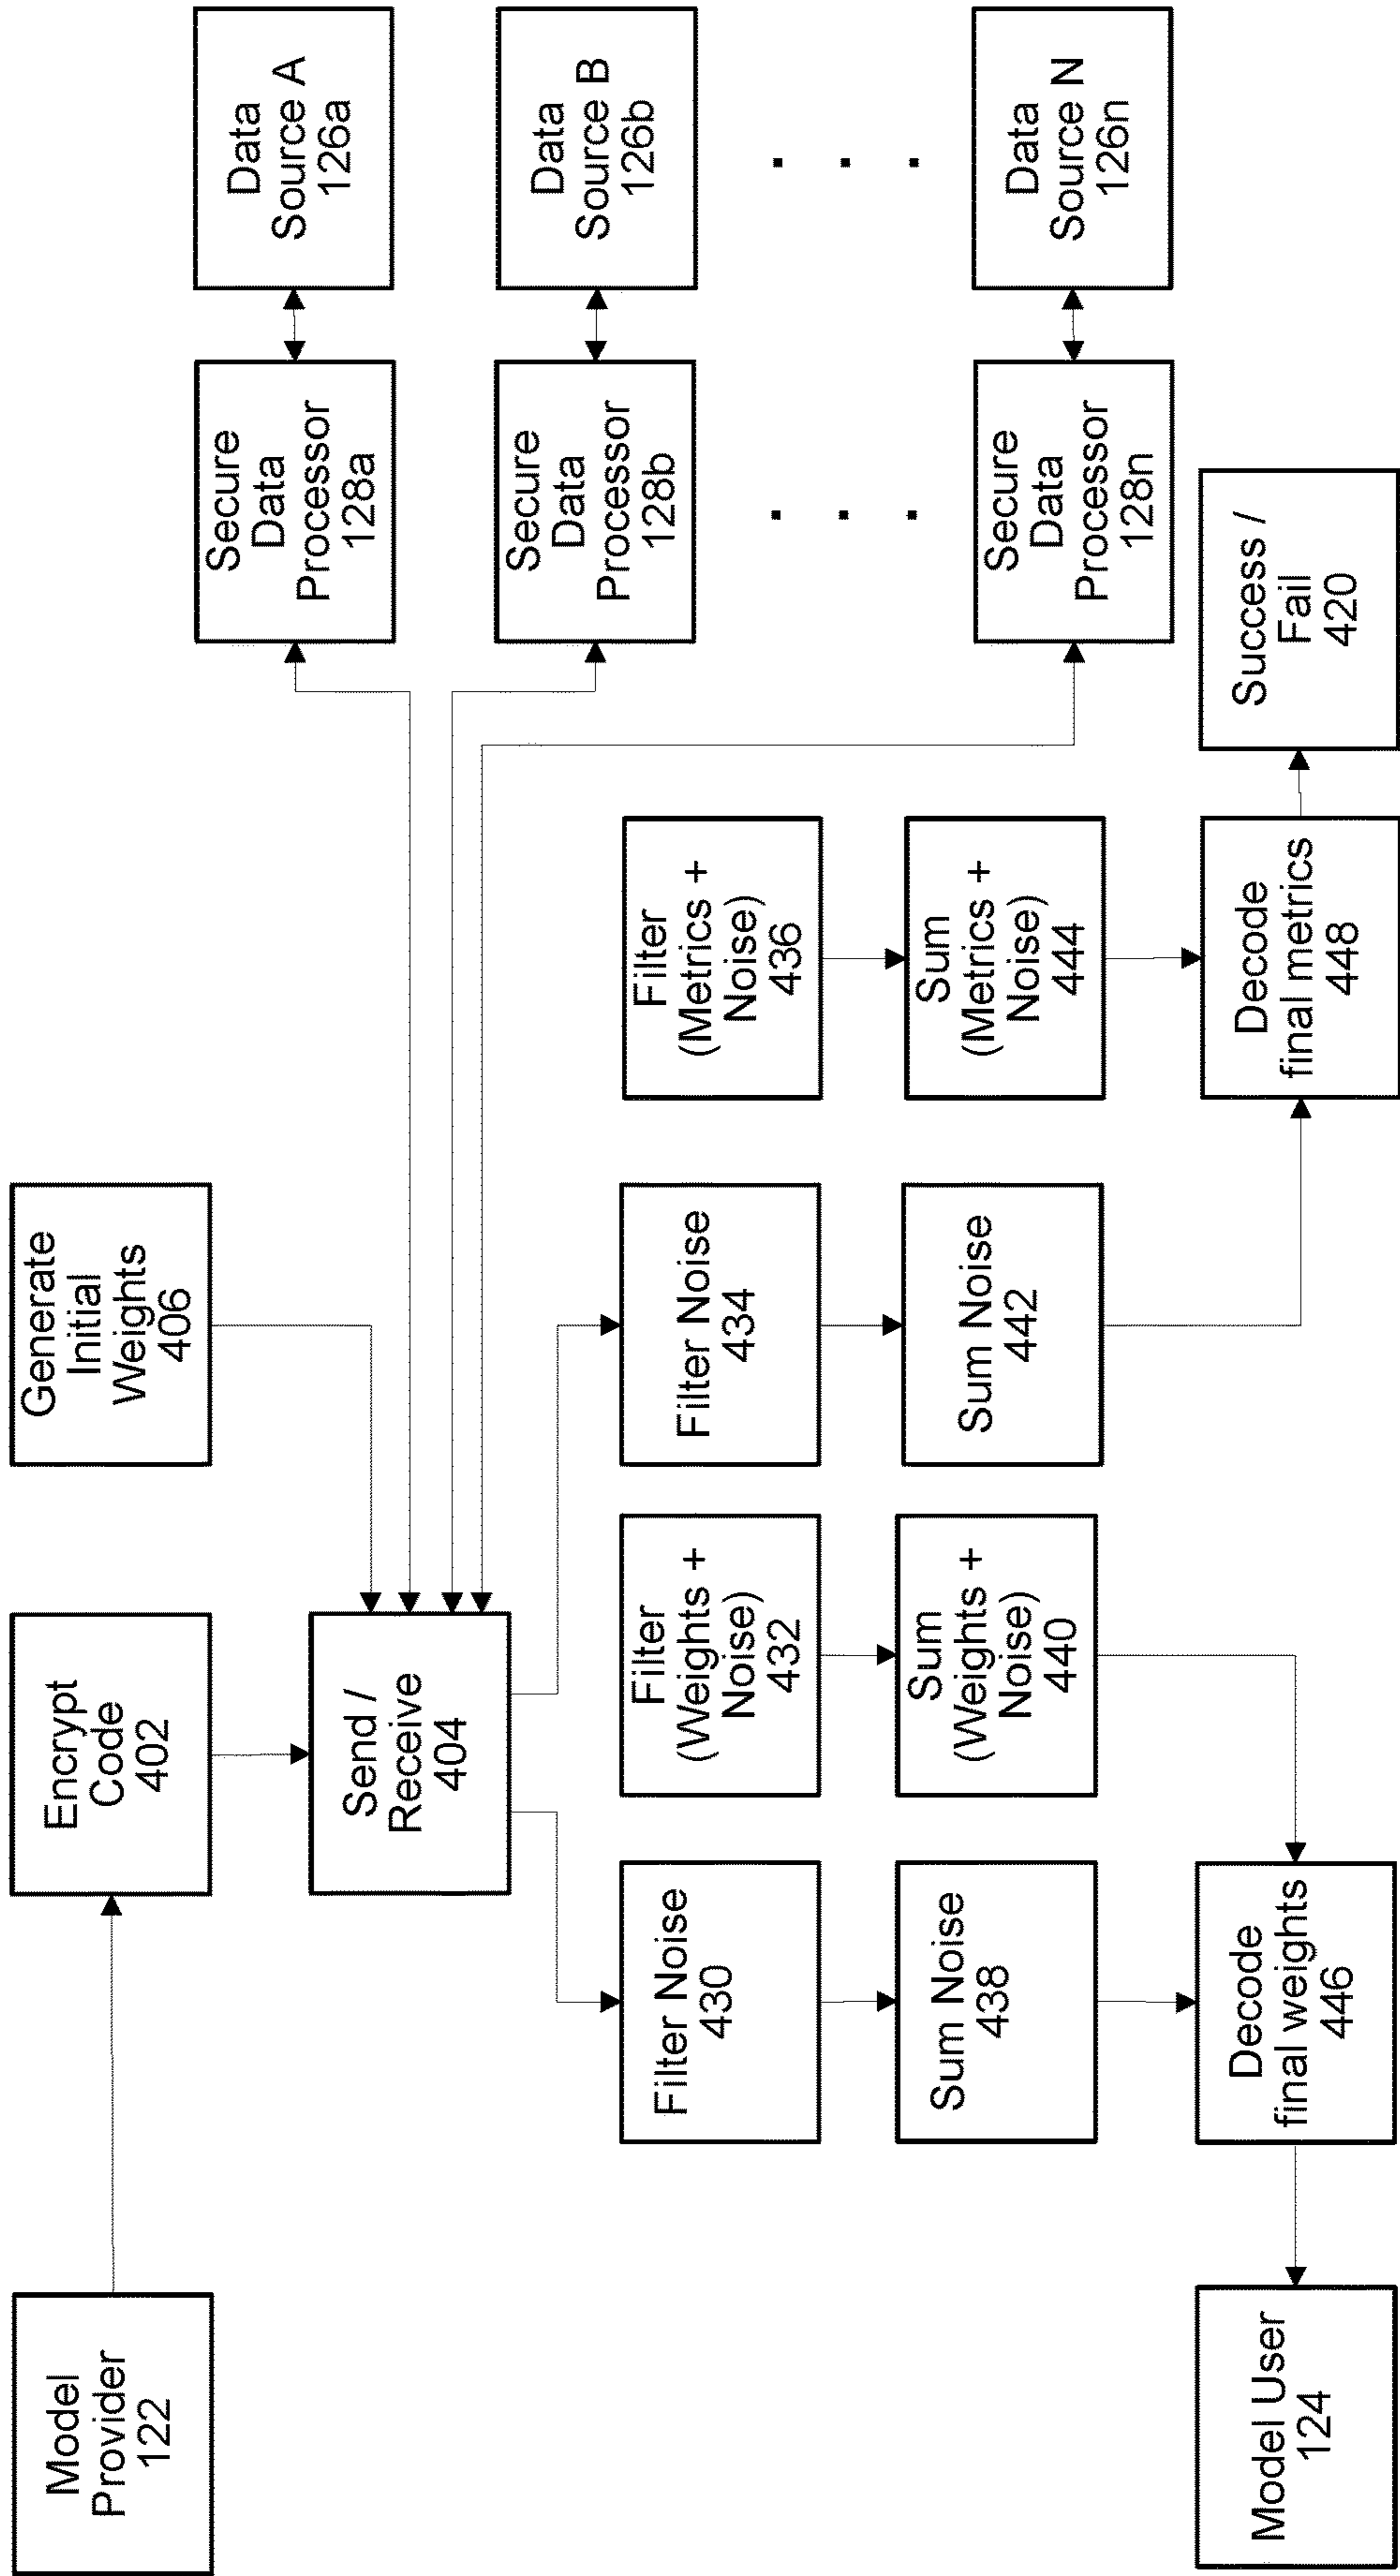 Model
Provider
122
Encrypt
Code
402
Generate
Initial
Weights
406
Send /
Receive
404
Secure
Data
Processor
128a
Data
Source A
126a
Secure
Data
Processor
128b
Data
Source B
126b
. . .
. . .
Secure
Data
Processor
128n
Data
Source N
126n
Filter Noise
430
Filter
(Weights +
Noise)
432
Filter Noise
434
Filter
(Metrics +
Noise)
436
Sum Noise
438
Sum
(Weights +
Noise)
440
Sum Noise
442
Sum
(Metrics +
Noise)
444
Model User
124
Decode
final weights
446
Decode
final metrics
448
Success /
Fail
420